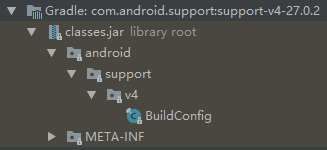 Gradle: com.android.support:support-v4-27.0.2
classes.jar library root
android
support
v4
BuildConfig
META-INF